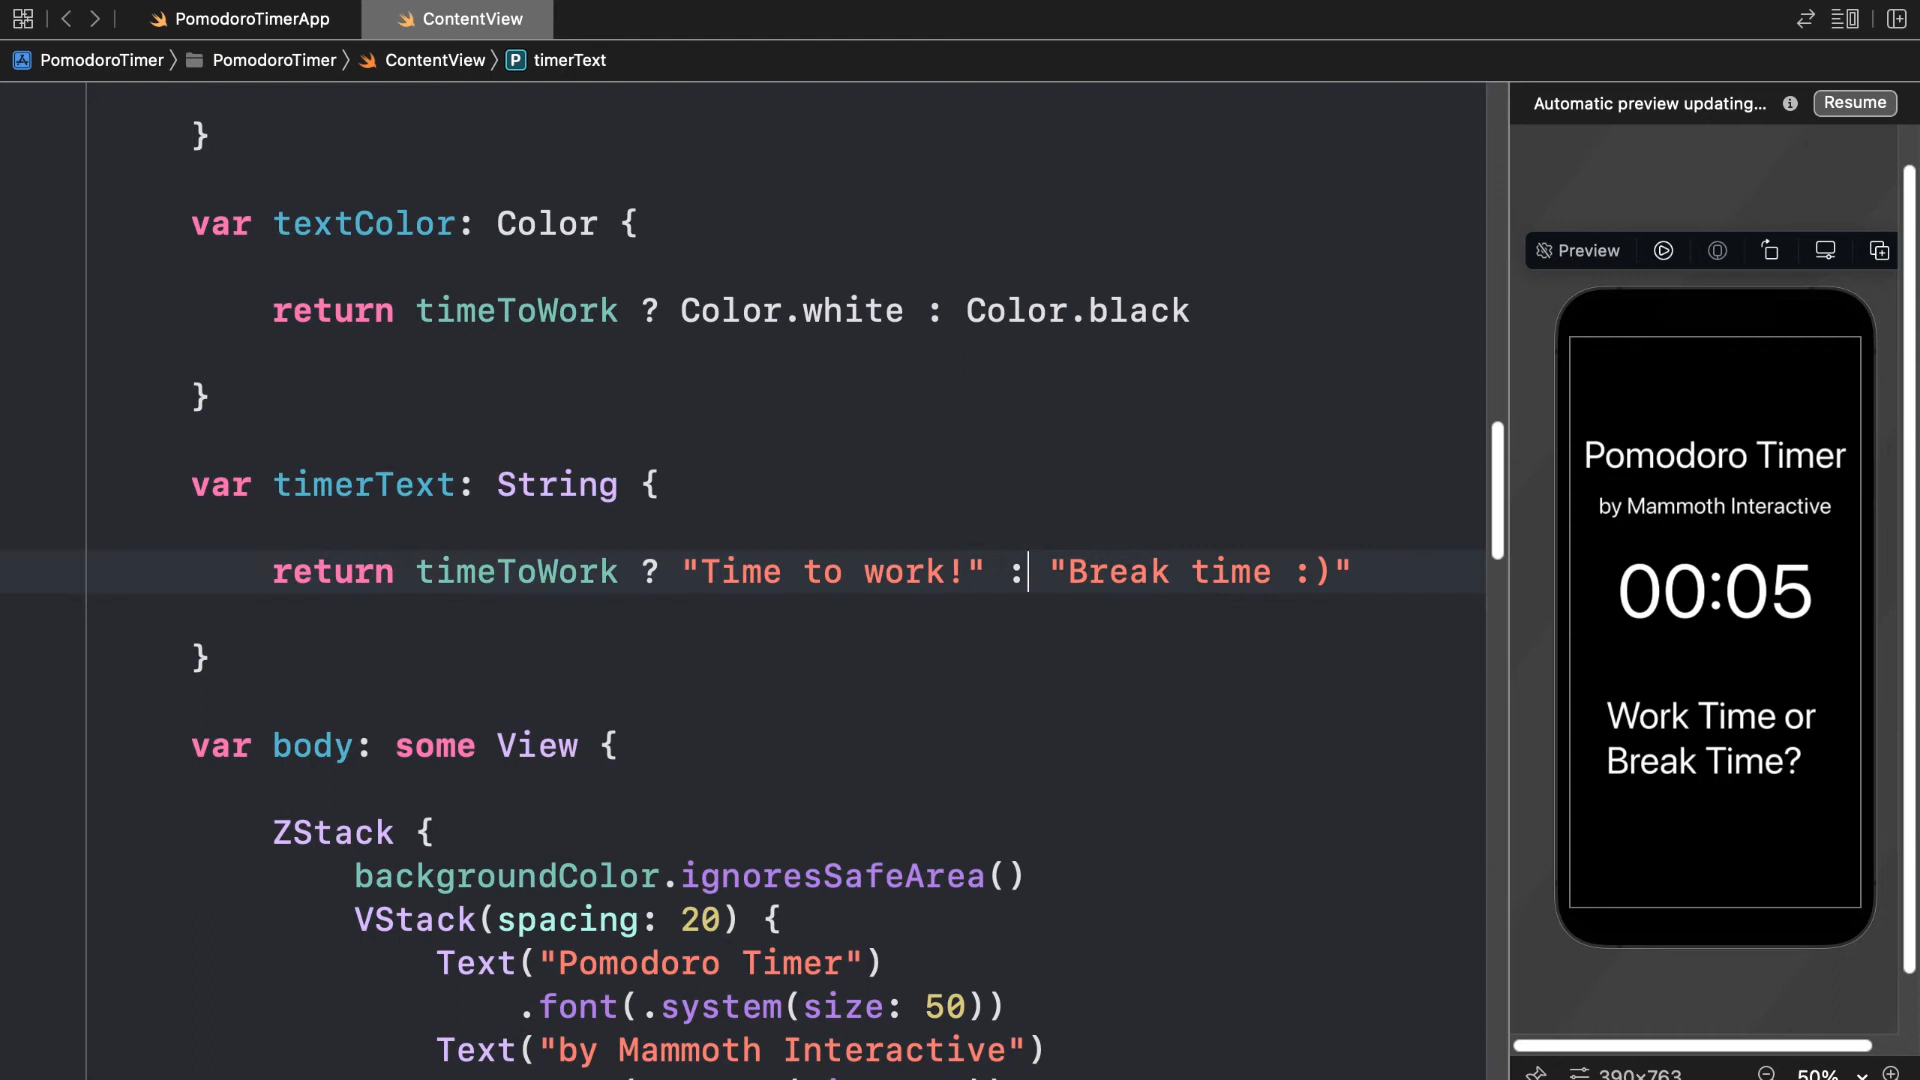 PomodoroTimerApp ContentView
PomodoroTimer PomodoroTimer ContentView P timerText
Automatic preview updating... Resume
}
var textColor: Color {
return timeToWork ? Color.white : Color.black
}
var timerText: String {
return timeToWork ? "Time to work!" : "Break time :)"
}
var body: some View {
ZStack {
backgroundColor.ignoresSafeArea()
VStack(spacing: 20) {
Text("Pomodoro Timer")
.font(.system(size: 50))
Text("by Mammoth Interactive")
Preview
Pomodoro Timer
by Mammoth Interactive
00:05
Work Time or
Break Time?
390×763 50%